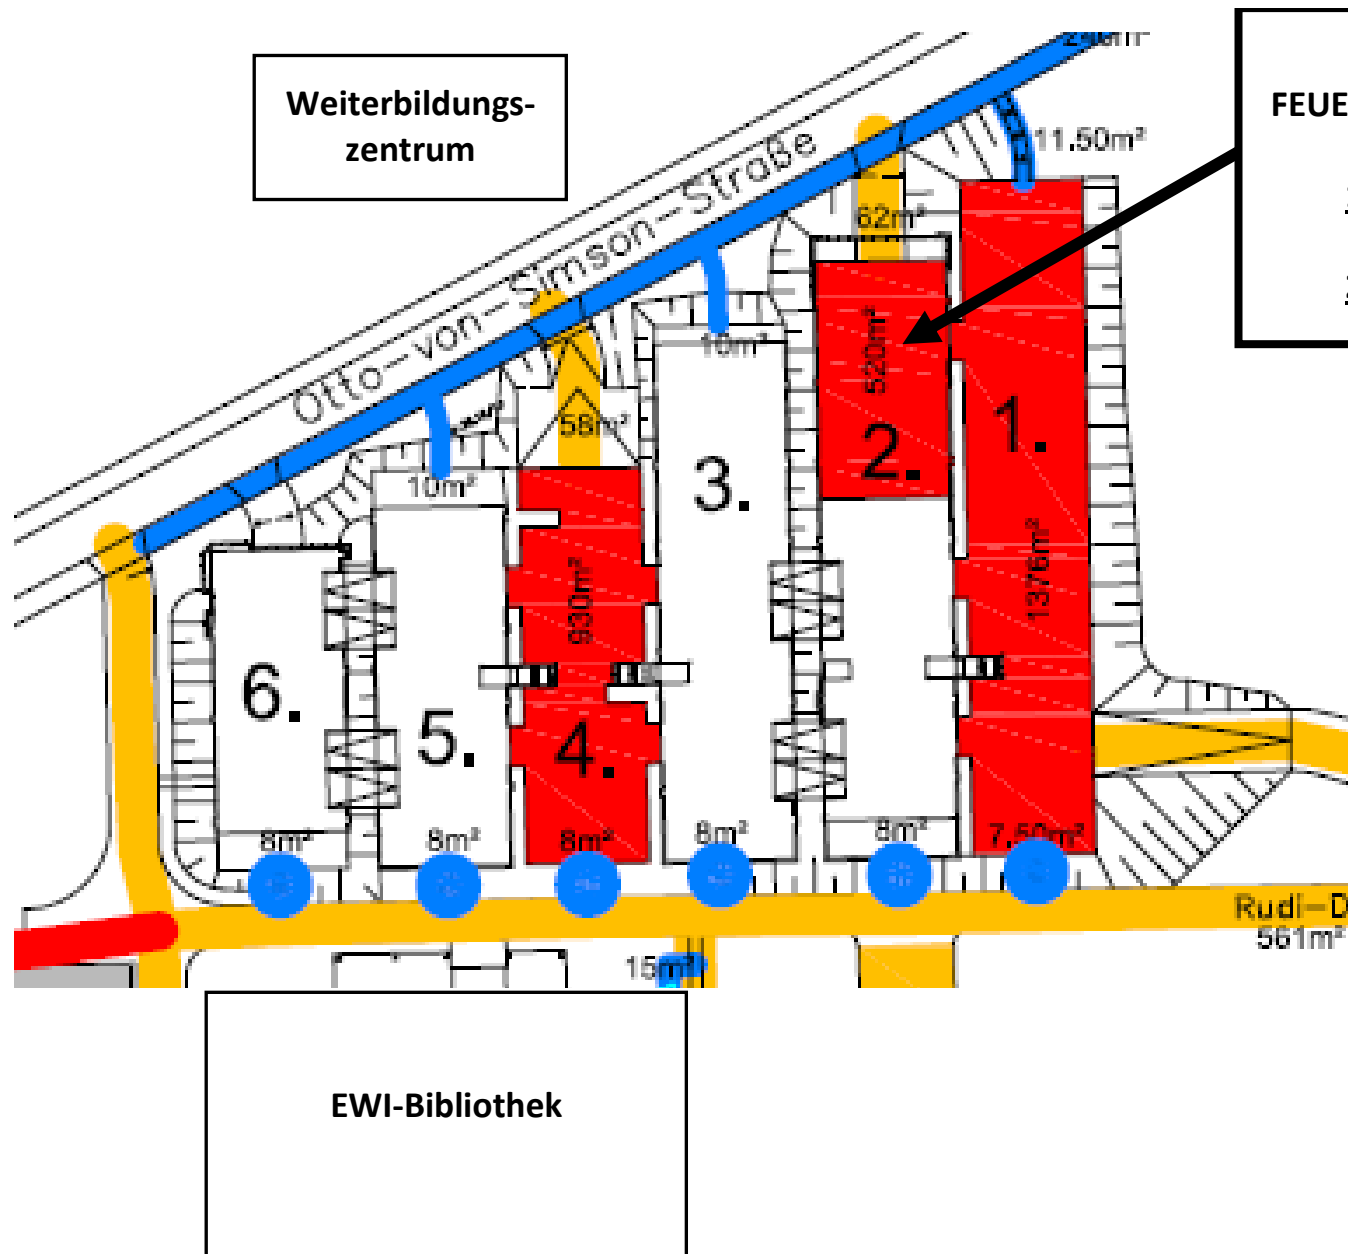 Weiterbildungs-
zentrum
FEUE
Otto-von-Simson-Straße
11.50m²
62m²
520m²
10m²
58m²
10m²
1.
2.
3.
4.
5.
6.
930m²
1376m²
8m²
8m²
8m²
8m²
8m²
7.50m²
Rudi-D
561m²
15m²
EWI-Bibliothek